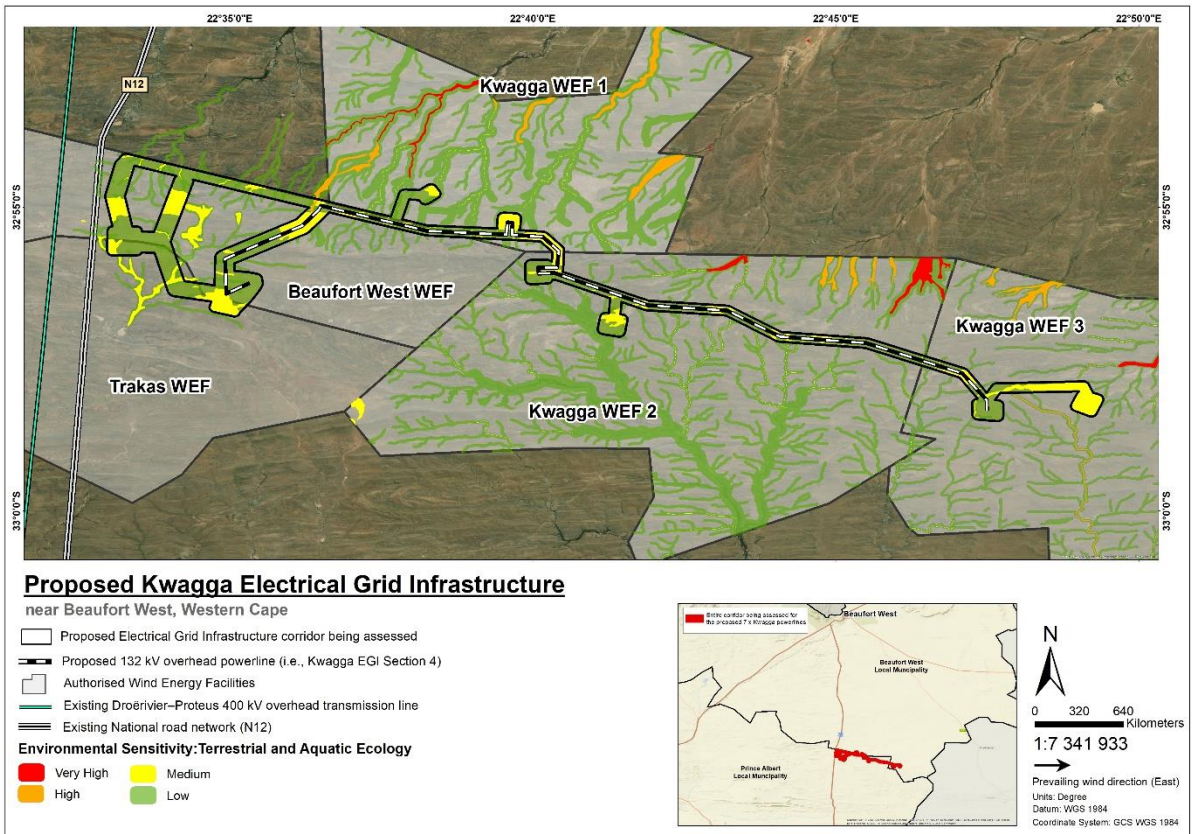 22°35'0"E 22°40'0"E 22°45'0"E 22°50'0"E
N12
Kwagga WEF 1
32°55'0"S
32°55'0"S
Beaufort West WEF
Kwagga WEF 3
Trakas WEF
Kwagga WEF 2
33°0'0"S
33°0'0"S
Proposed Kwagga Electrical Grid Infrastructure
near Beaufort West, Western Cape
Proposed Electrical Grid Infrastructure corridor being assessed
Proposed 132 kV overhead powerline (i.e., Kwagga EGI Section 4)
Authorised Wind Energy Facilities
Existing Droërivier–Proteus 400 kV overhead transmission line
Existing National road network (N12)
Environmental Sensitivity:Terrestrial and Aquatic Ecology
Very High
Medium
High
Low
Entire corridor being assessed for
the proposed 7 x Kwagga powerlines
Beaufort West
Beaufort West
Local Municipality
Prince Albert
Local Municipality
N
0 320 640
Kilometers
1:7 341 933
Prevailing wind direction (East)
Units: Degree
Datum: WGS 1984
Coordinate System: GCS WGS 1984